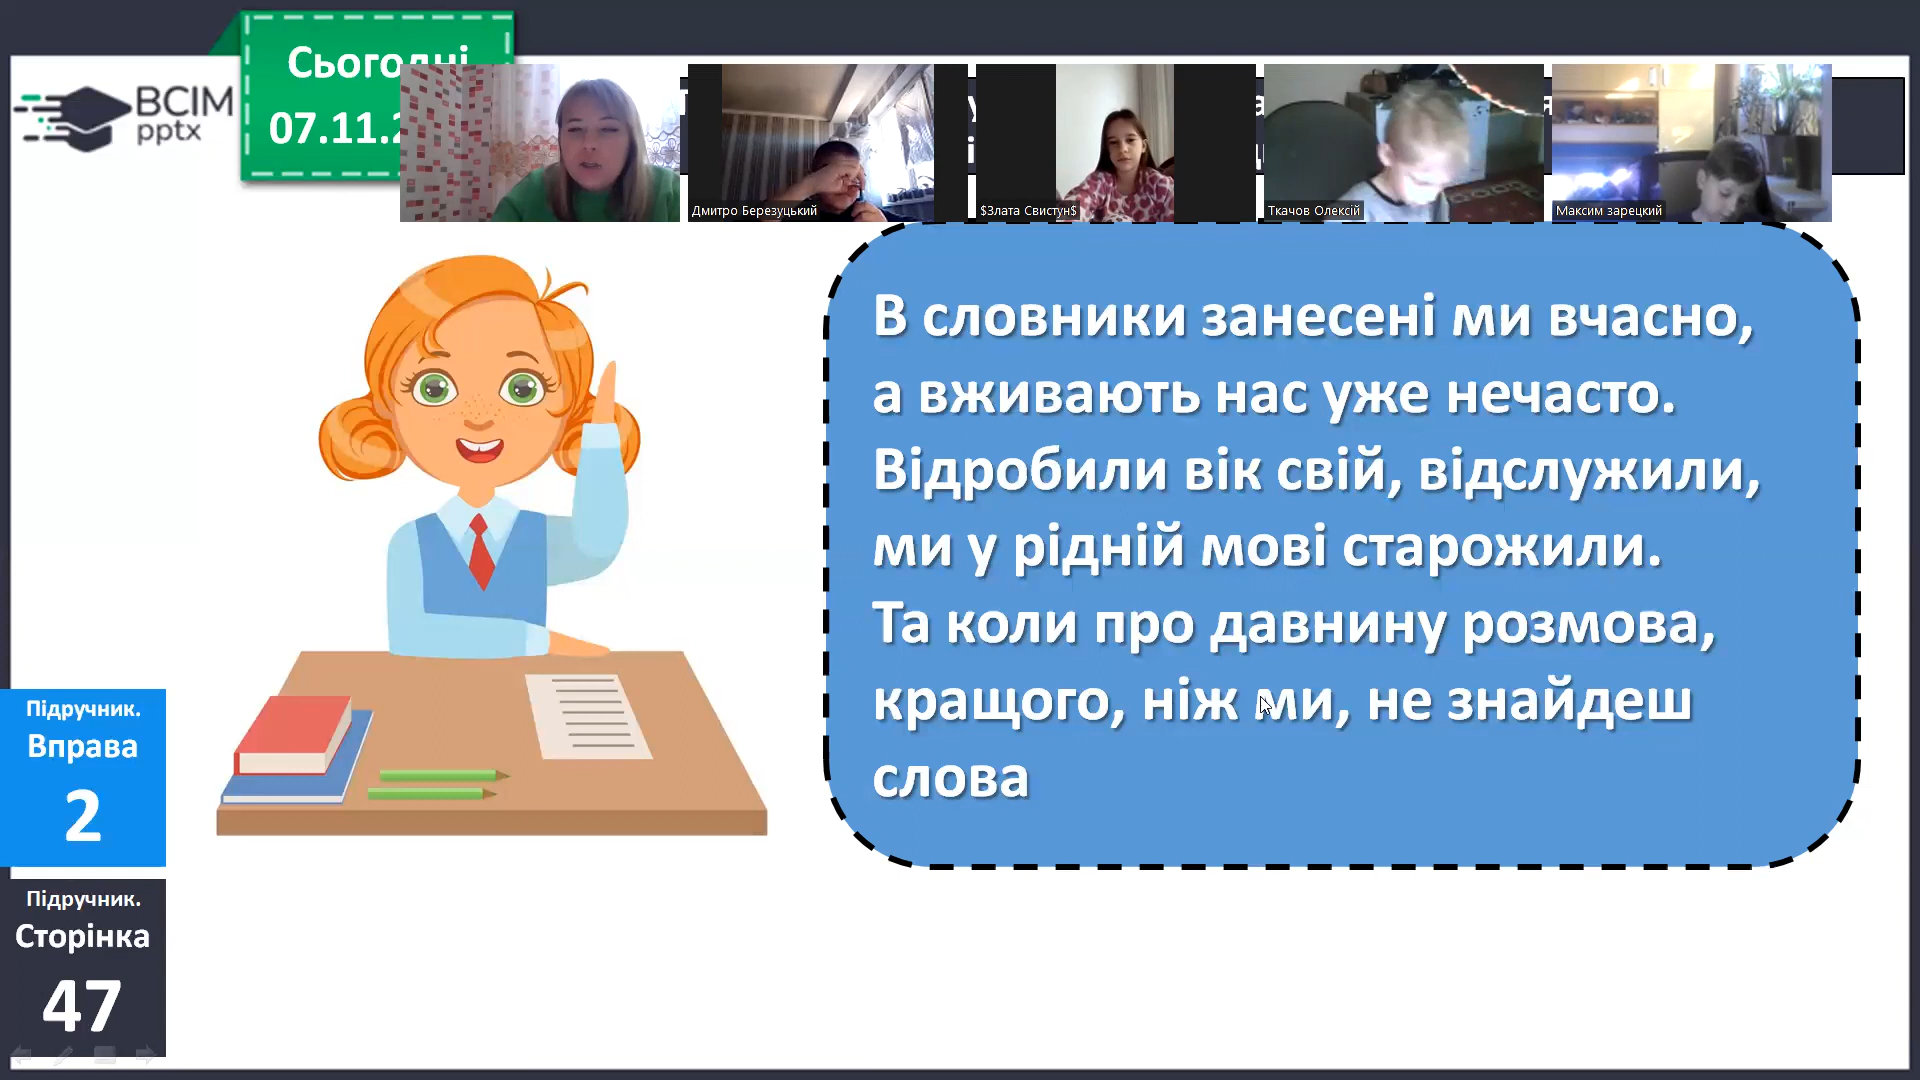 Сьогодні
07.11.2
ВСІМ
pptx
Дмитро Березуцький
$Злата Свистун$
Ткачов Олексій
Максим зарецкий
В словники занесені ми вчасно,
а вживають нас уже нечасто.
Відробили вік свій, відслужили,
ми у рідній мові старожили.
Та коли про давнину розмова,
кращого, ніж ми, не знайдеш
слова
Підручник.
Вправа
2
Підручник.
Сторінка
47